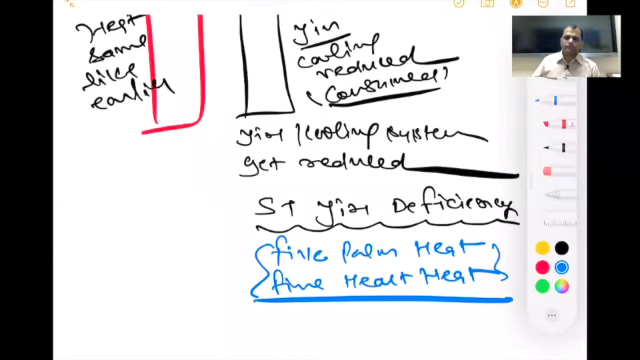 Heat
same
like
earlier
Yin
cooling
reduced
(Consumed)
Yin/cooling system
get reduced
ST Yin Deficiency
five Palm Heat
five Heart Heat